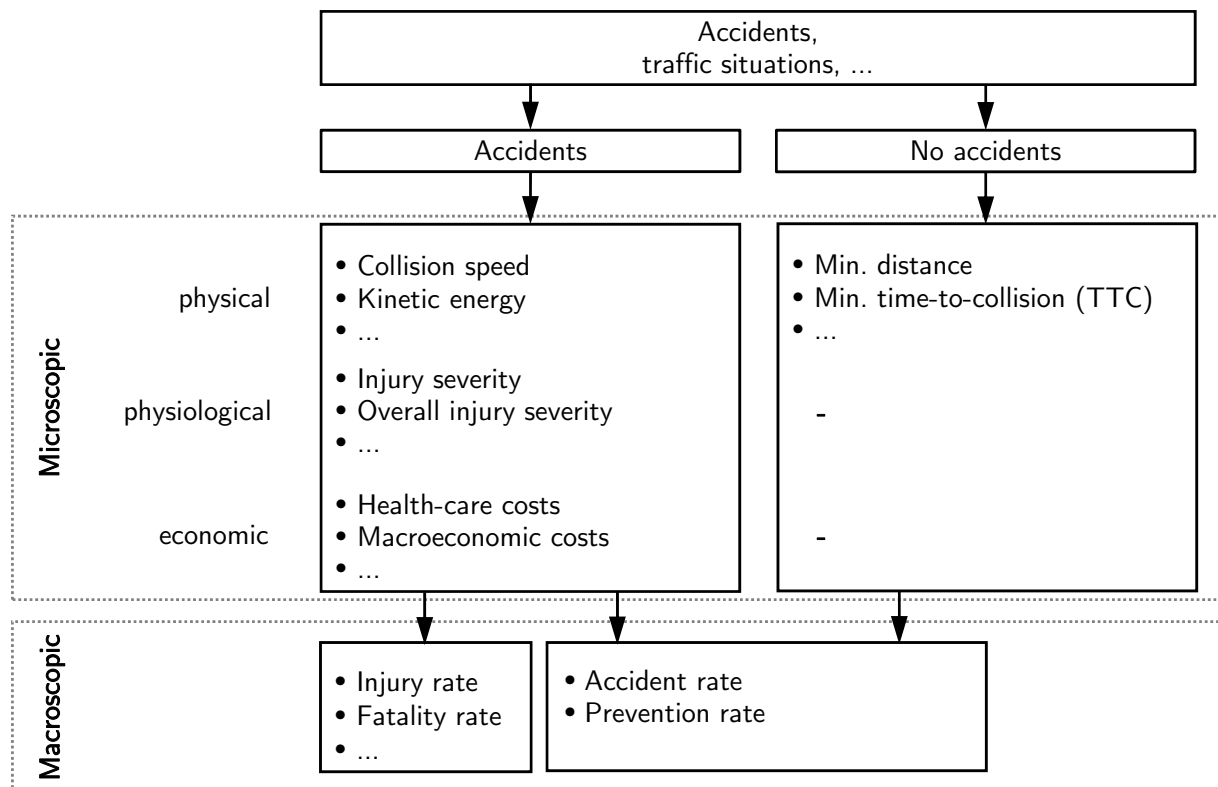 Accidents,
traffic situations, ...
Accidents
No accidents
Microscopic
physical
• Collision speed
• Kinetic energy
• ...
• Min. distance
• Min. time-to-collision (TTC)
• ...
physiological
• Injury severity
• Overall injury severity
• ...
-
economic
• Health-care costs
• Macroeconomic costs
• ...
-
Macroscopic
• Injury rate
• Fatality rate
• ...
• Accident rate
• Prevention rate